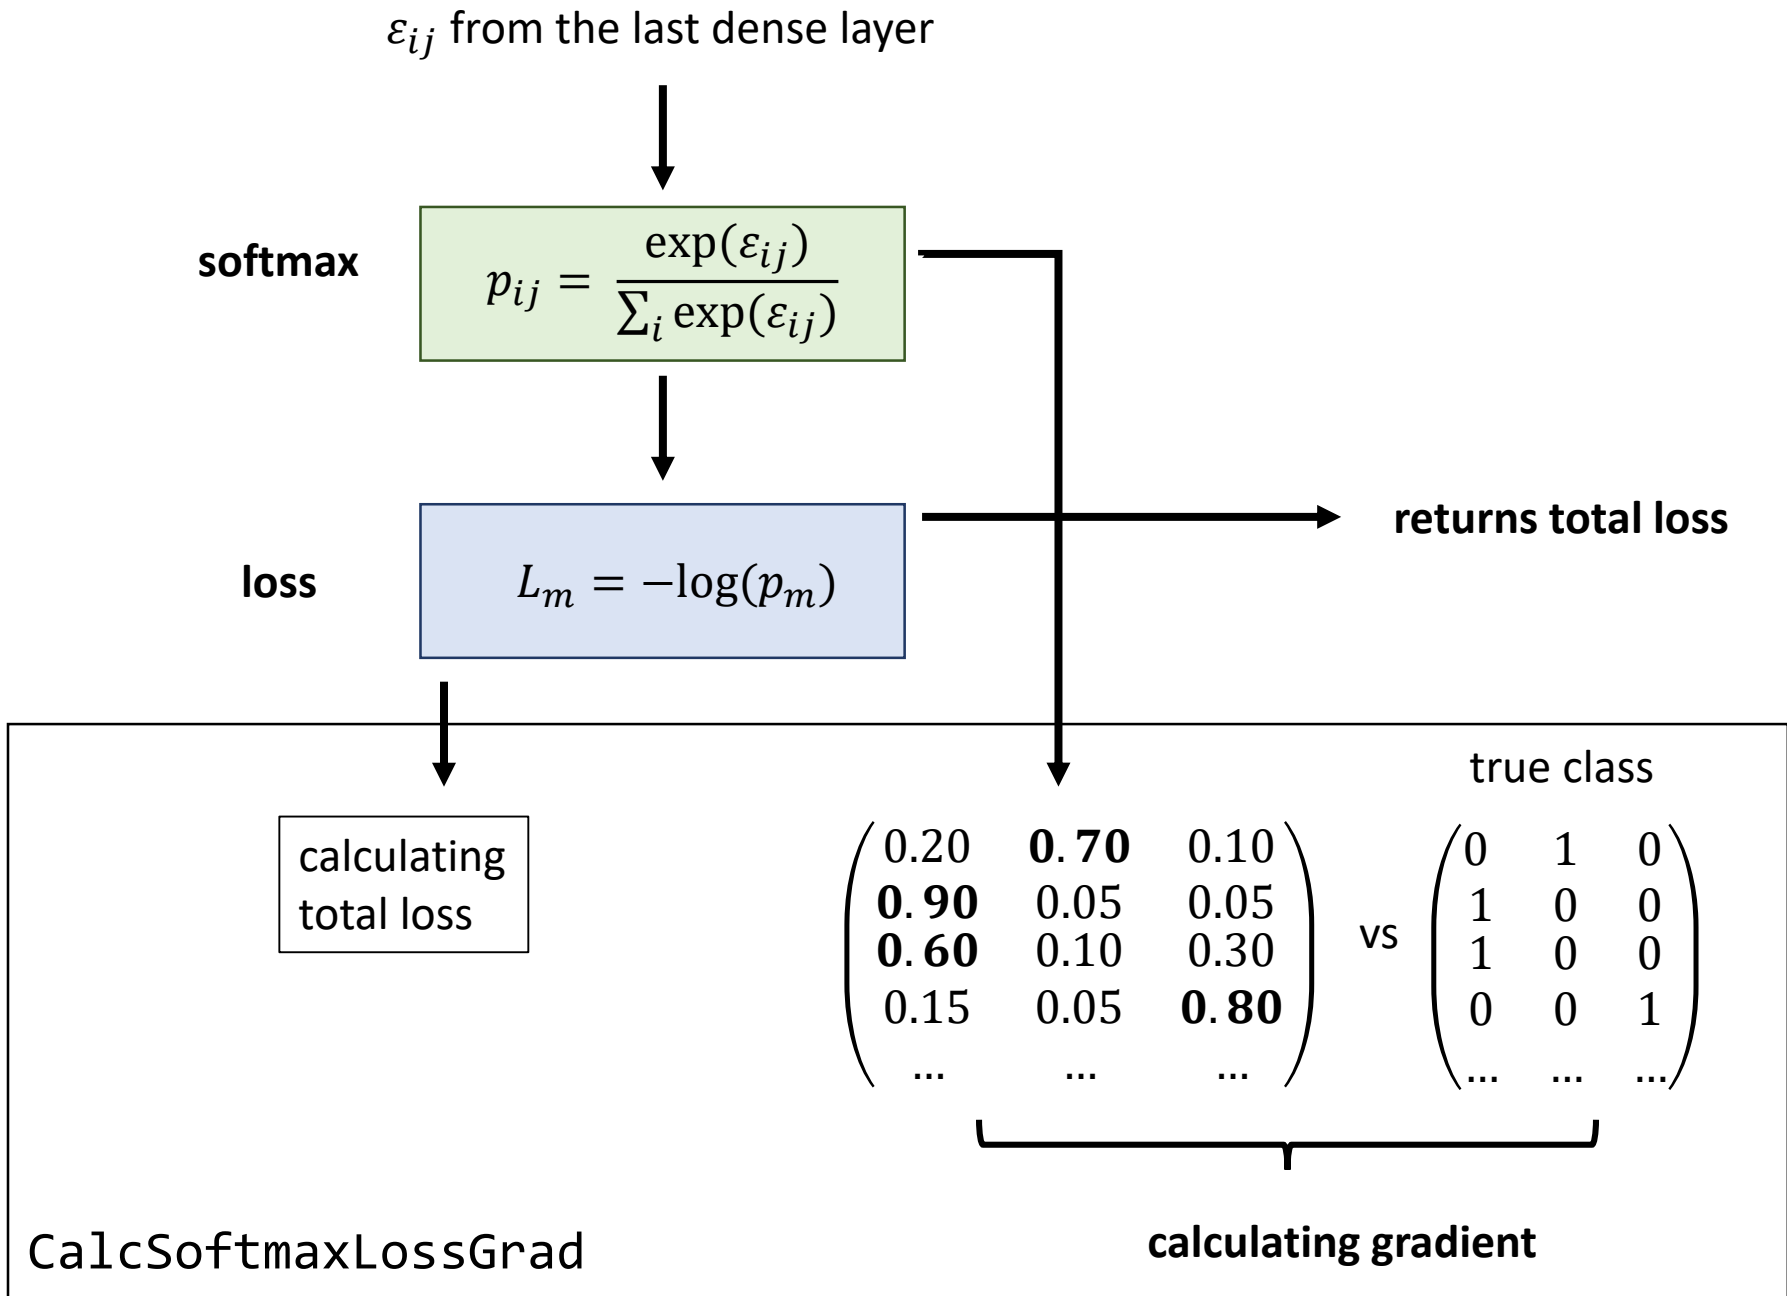 ε_ij from the last dense layer
softmax
p_ij = exp(ε_ij) / ∑_i exp(ε_ij)
loss
L_m = −log(p_m)
returns total loss
calculating
total loss
true class
0.20 0.70 0.10
0.90 0.05 0.05
0.60 0.10 0.30
0.15 0.05 0.80
... ... ...
vs
0 1 0
1 0 0
1 0 0
0 0 1
... ... ...
calculating gradient
CalcSoftmaxLossGrad